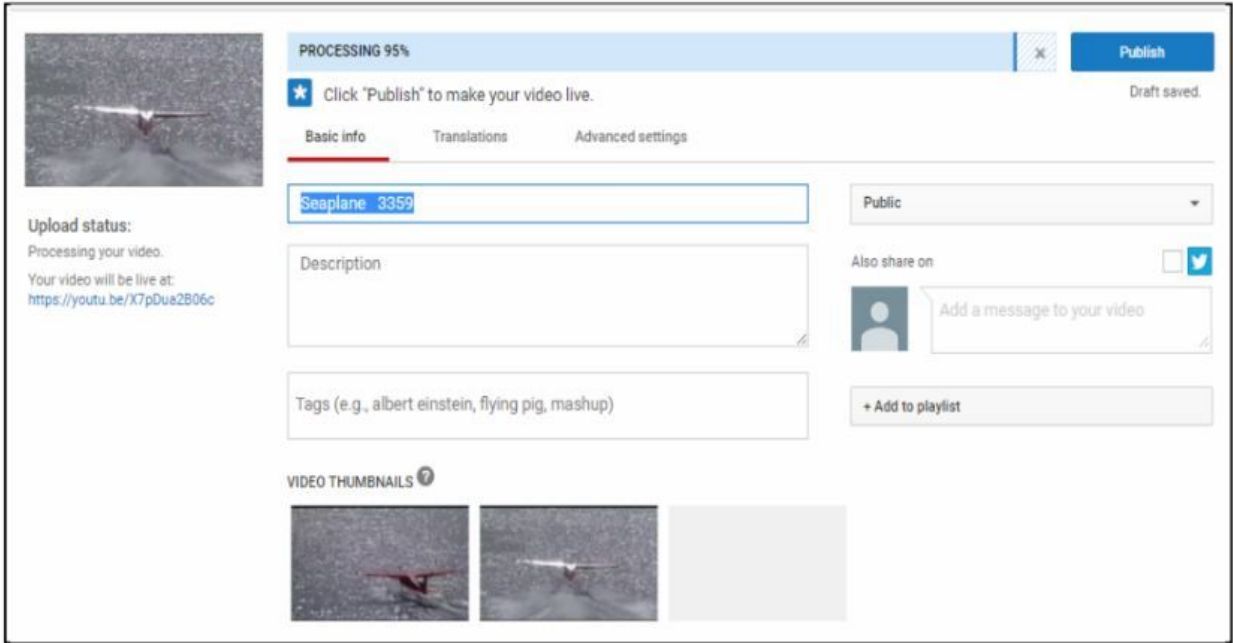 PROCESSING 95%
Publish
Click "Publish" to make your video live.
Draft saved.
Basic info
Translations
Advanced settings
Seaplane 3359
Public
Upload status:
Processing your video.
Your video will be live at:
https://youtu.be/X7pDua2B06c
Description
Also share on
Add a message to your video
Tags (e.g., albert einstein, flying pig, mashup)
+ Add to playlist
VIDEO THUMBNAILS ?